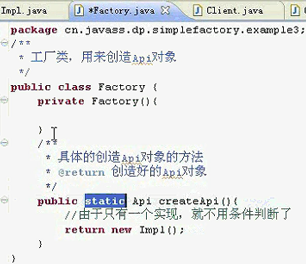 Impl.java *Factory.java Client.java Api.java
package cn.javass.dp.simplefactory.example3;
/**
* 工厂类，用来创造Api对象
*/
public class Factory {
private Factory(){
}
/**
* 具体的创造Api对象的方法
* @return 创造好的Api对象
*/
public static Api createApi(){
//由于只有一个实现，就不用条件判断了
return new Impl();
}
}